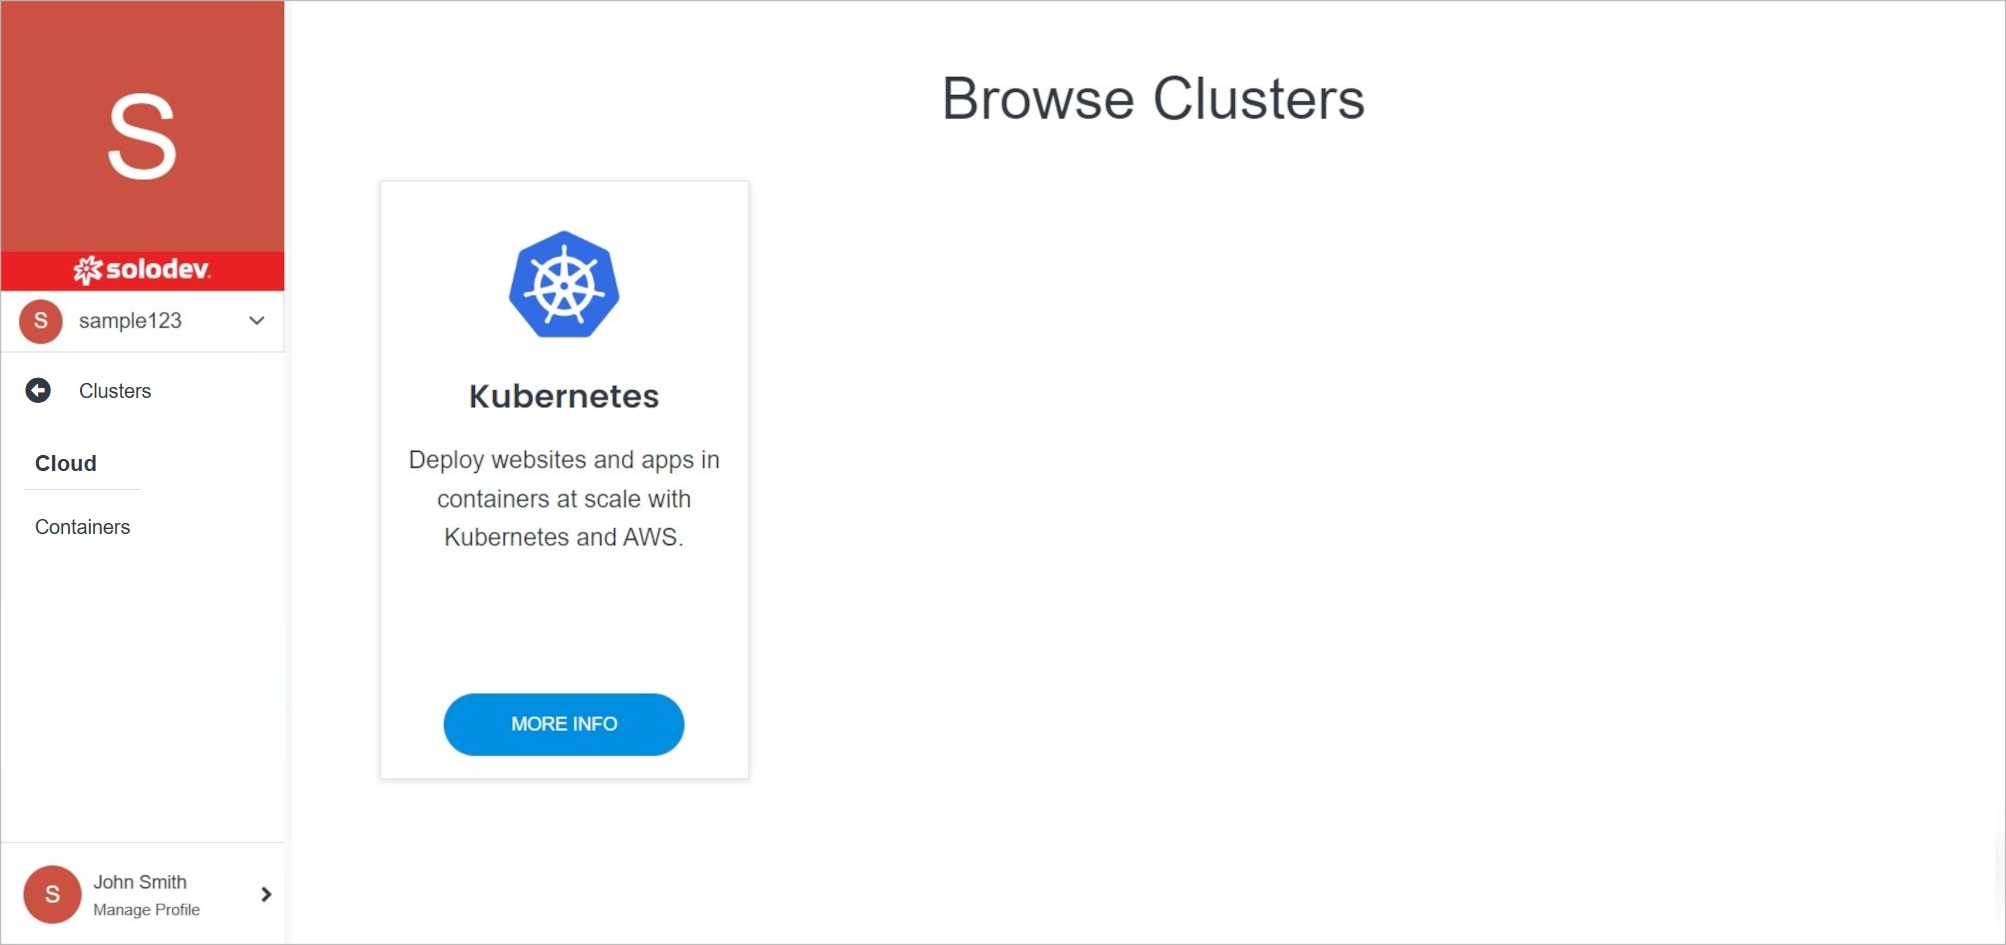 S
solodev
S
sample123
Clusters
Cloud
Containers
S
John Smith
Manage Profile
Browse Clusters
Kubernetes
Deploy websites and apps in
containers at scale with
Kubernetes and AWS.
MORE INFO